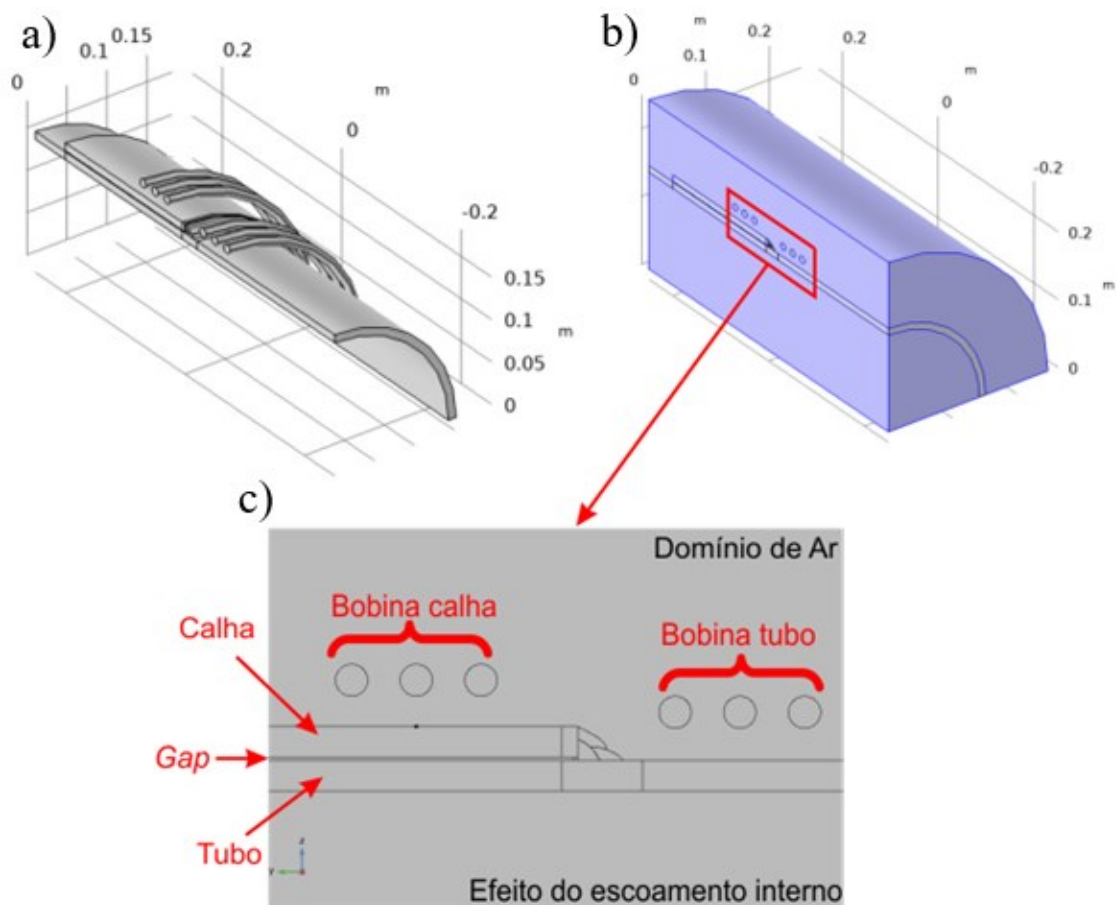 a)
0
0.1
0.15
0.2
m
0
-0.2
0.15
0.1
m
0.05
0
b)
m
0
0.1
0.2
0.2
m
0
-0.2
0.2
0.1
m
0
c)
Domínio de Ar
Bobina calha
Calha
Bobina tubo
Gap
Tubo
z
Y
Efeito do escoamento interno